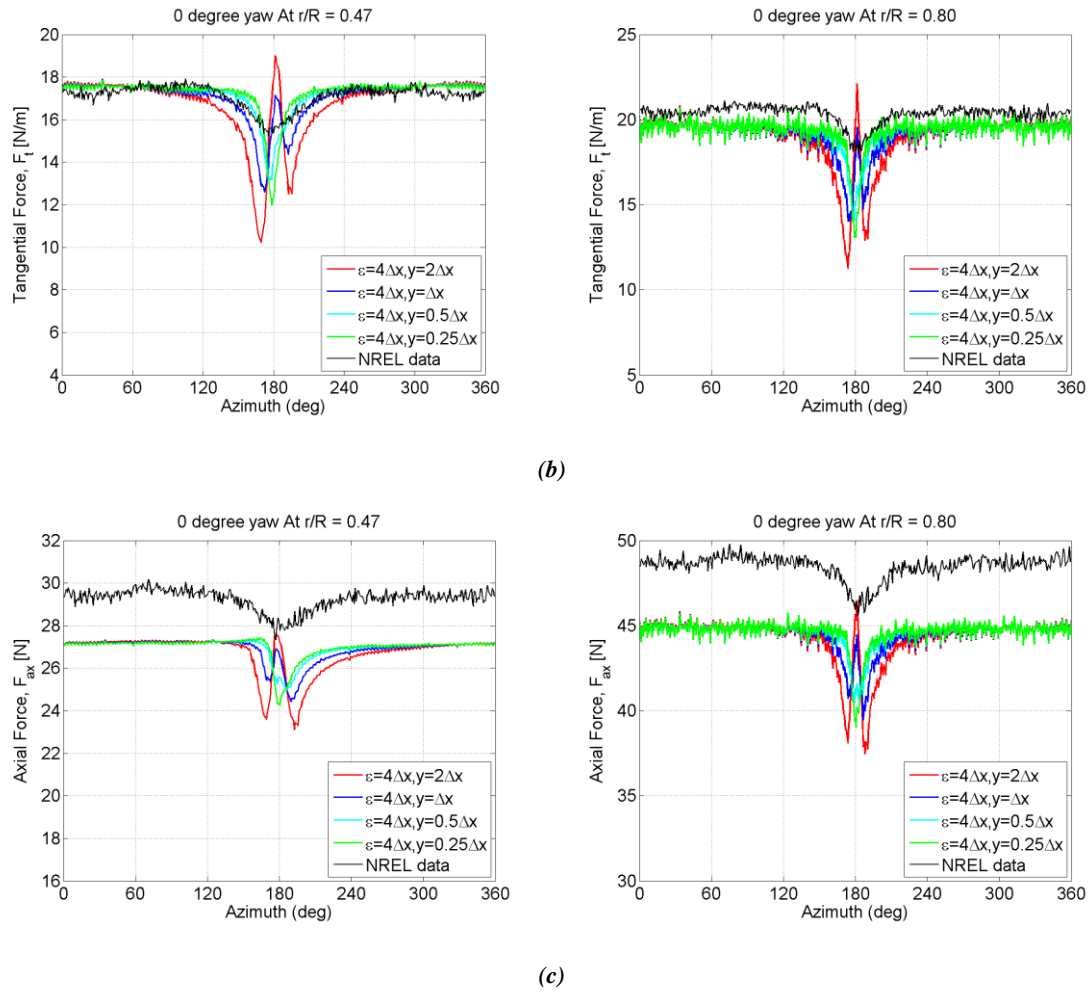 0 degree yaw At r/R = 0.47
20
18
16
14
12
10
8
6
4
Tangential Force, Fₜ [N/m]
0 60 120 180 240 300 360
Azimuth (deg)
ε=4Δx,y=2Δx
ε=4Δx,y=Δx
ε=4Δx,y=0.5Δx
ε=4Δx,y=0.25Δx
NREL data
0 degree yaw At r/R = 0.80
25
20
15
10
5
Tangential Force, Fₜ [N/m]
0 60 120 180 240 300 360
Azimuth (deg)
ε=4Δx,y=2Δx
ε=4Δx,y=Δx
ε=4Δx,y=0.5Δx
ε=4Δx,y=0.25Δx
NREL data
(b)
0 degree yaw At r/R = 0.47
32
30
28
26
24
22
20
18
16
Axial Force, Fₐₓ [N]
0 60 120 180 240 300 360
Azimuth (deg)
ε=4Δx,y=2Δx
ε=4Δx,y=Δx
ε=4Δx,y=0.5Δx
ε=4Δx,y=0.25Δx
NREL data
0 degree yaw At r/R = 0.80
50
45
40
35
30
Axial Force, Fₐₓ [N]
0 60 120 180 240 300 360
Azimuth (deg)
ε=4Δx,y=2Δx
ε=4Δx,y=Δx
ε=4Δx,y=0.5Δx
ε=4Δx,y=0.25Δx
NREL data
(c)